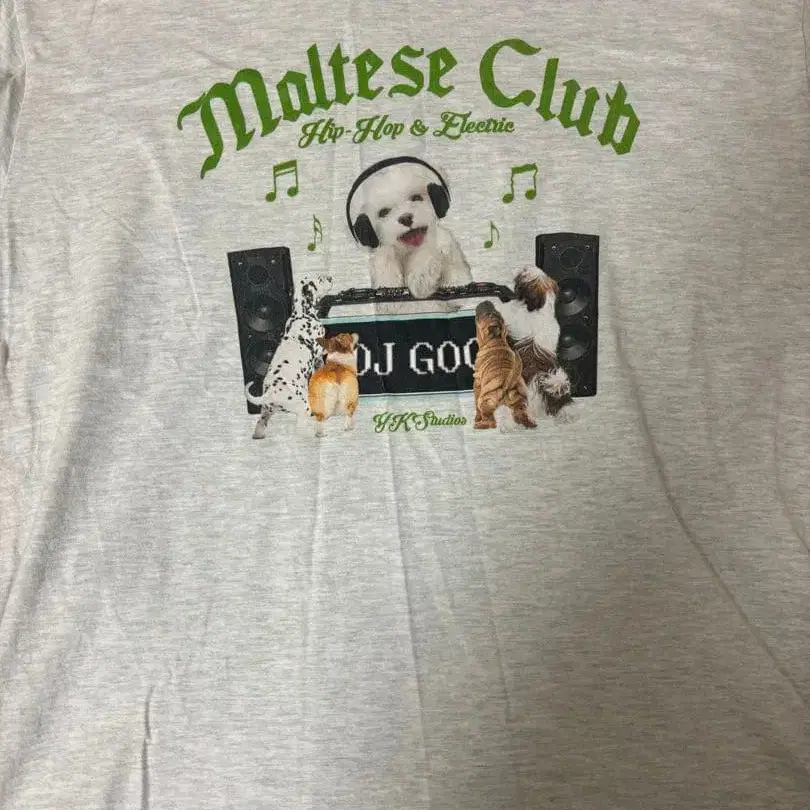 Maltese Club
Hip-Hop & Electric
DJ GOO
YK Studios